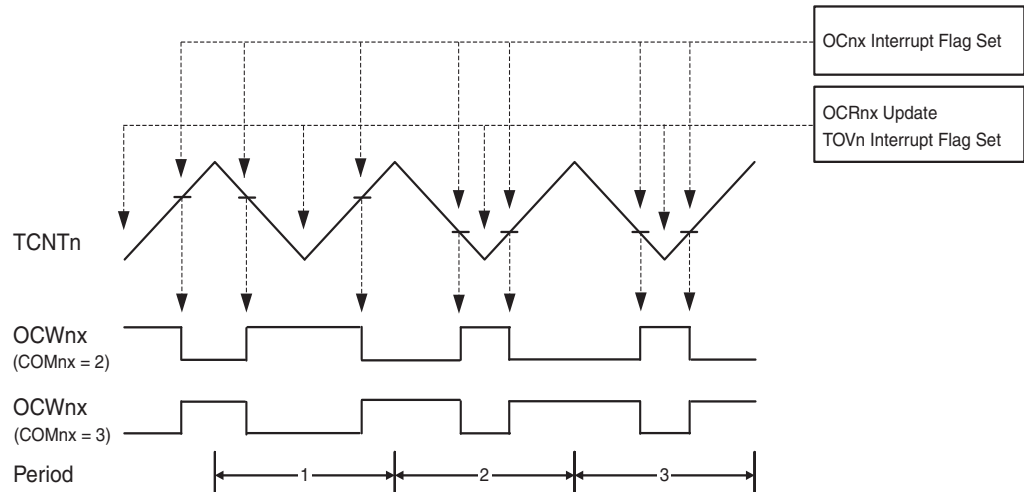 OCnx Interrupt Flag Set
OCRnx Update
TOVn Interrupt Flag Set
TCNTn
OCWnx
(COMnx = 2)
OCWnx
(COMnx = 3)
Period
1
2
3